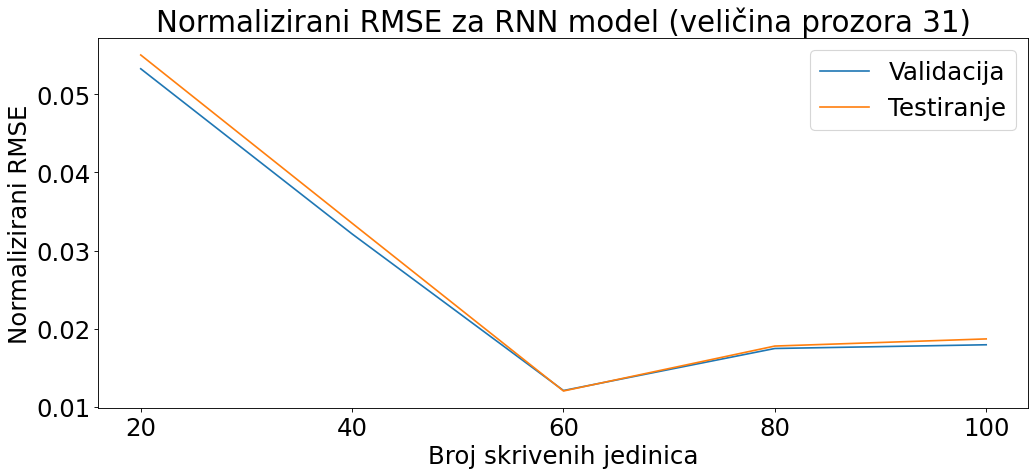 Normalizirani RMSE za RNN model (veličina prozora 31)
Validacija
Testiranje
Normalizirani RMSE
0.05
0.04
0.03
0.02
0.01
20 40 60 80 100
Broj skrivenih jedinica